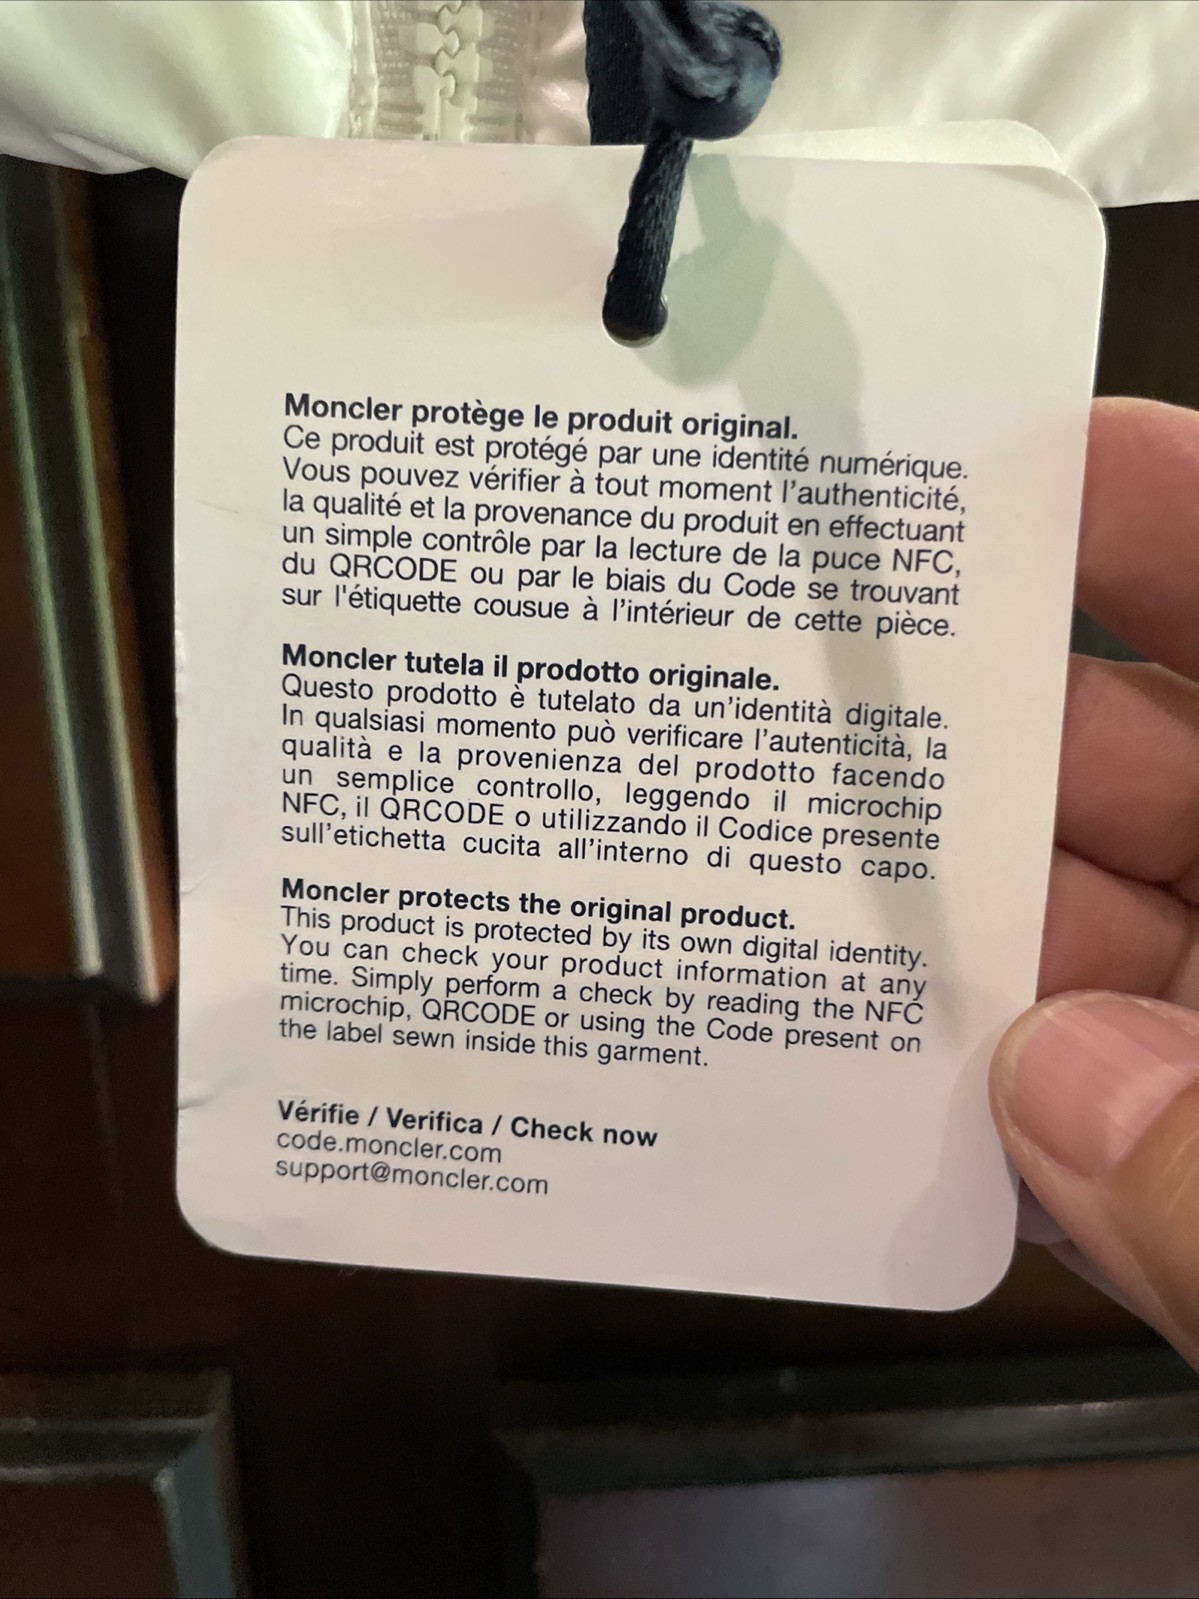 Moncler protège le produit original.
Ce produit est protégé par une identité numérique.
Vous pouvez vérifier à tout moment l’authenticité,
la qualité et la provenance du produit en effectuant
un simple contrôle par la lecture de la puce NFC,
du QRCODE ou par le biais du Code se trouvant
sur l'étiquette cousue à l’intérieur de cette pièce.
Moncler tutela il prodotto originale.
Questo prodotto è tutelato da un’identità digitale.
In qualsiasi momento può verificare l’autenticità, la
qualità e la provenienza del prodotto facendo
un semplice controllo, leggendo il microchip
NFC, il QRCODE o utilizzando il Codice presente
sull’etichetta cucita all’interno di questo capo.
Moncler protects the original product.
This product is protected by its own digital identity.
You can check your product information at any
time. Simply perform a check by reading the NFC
microchip, QRCODE or using the Code present on
the label sewn inside this garment.
Vérifie / Verifica / Check now
code.moncler.com
support@moncler.com